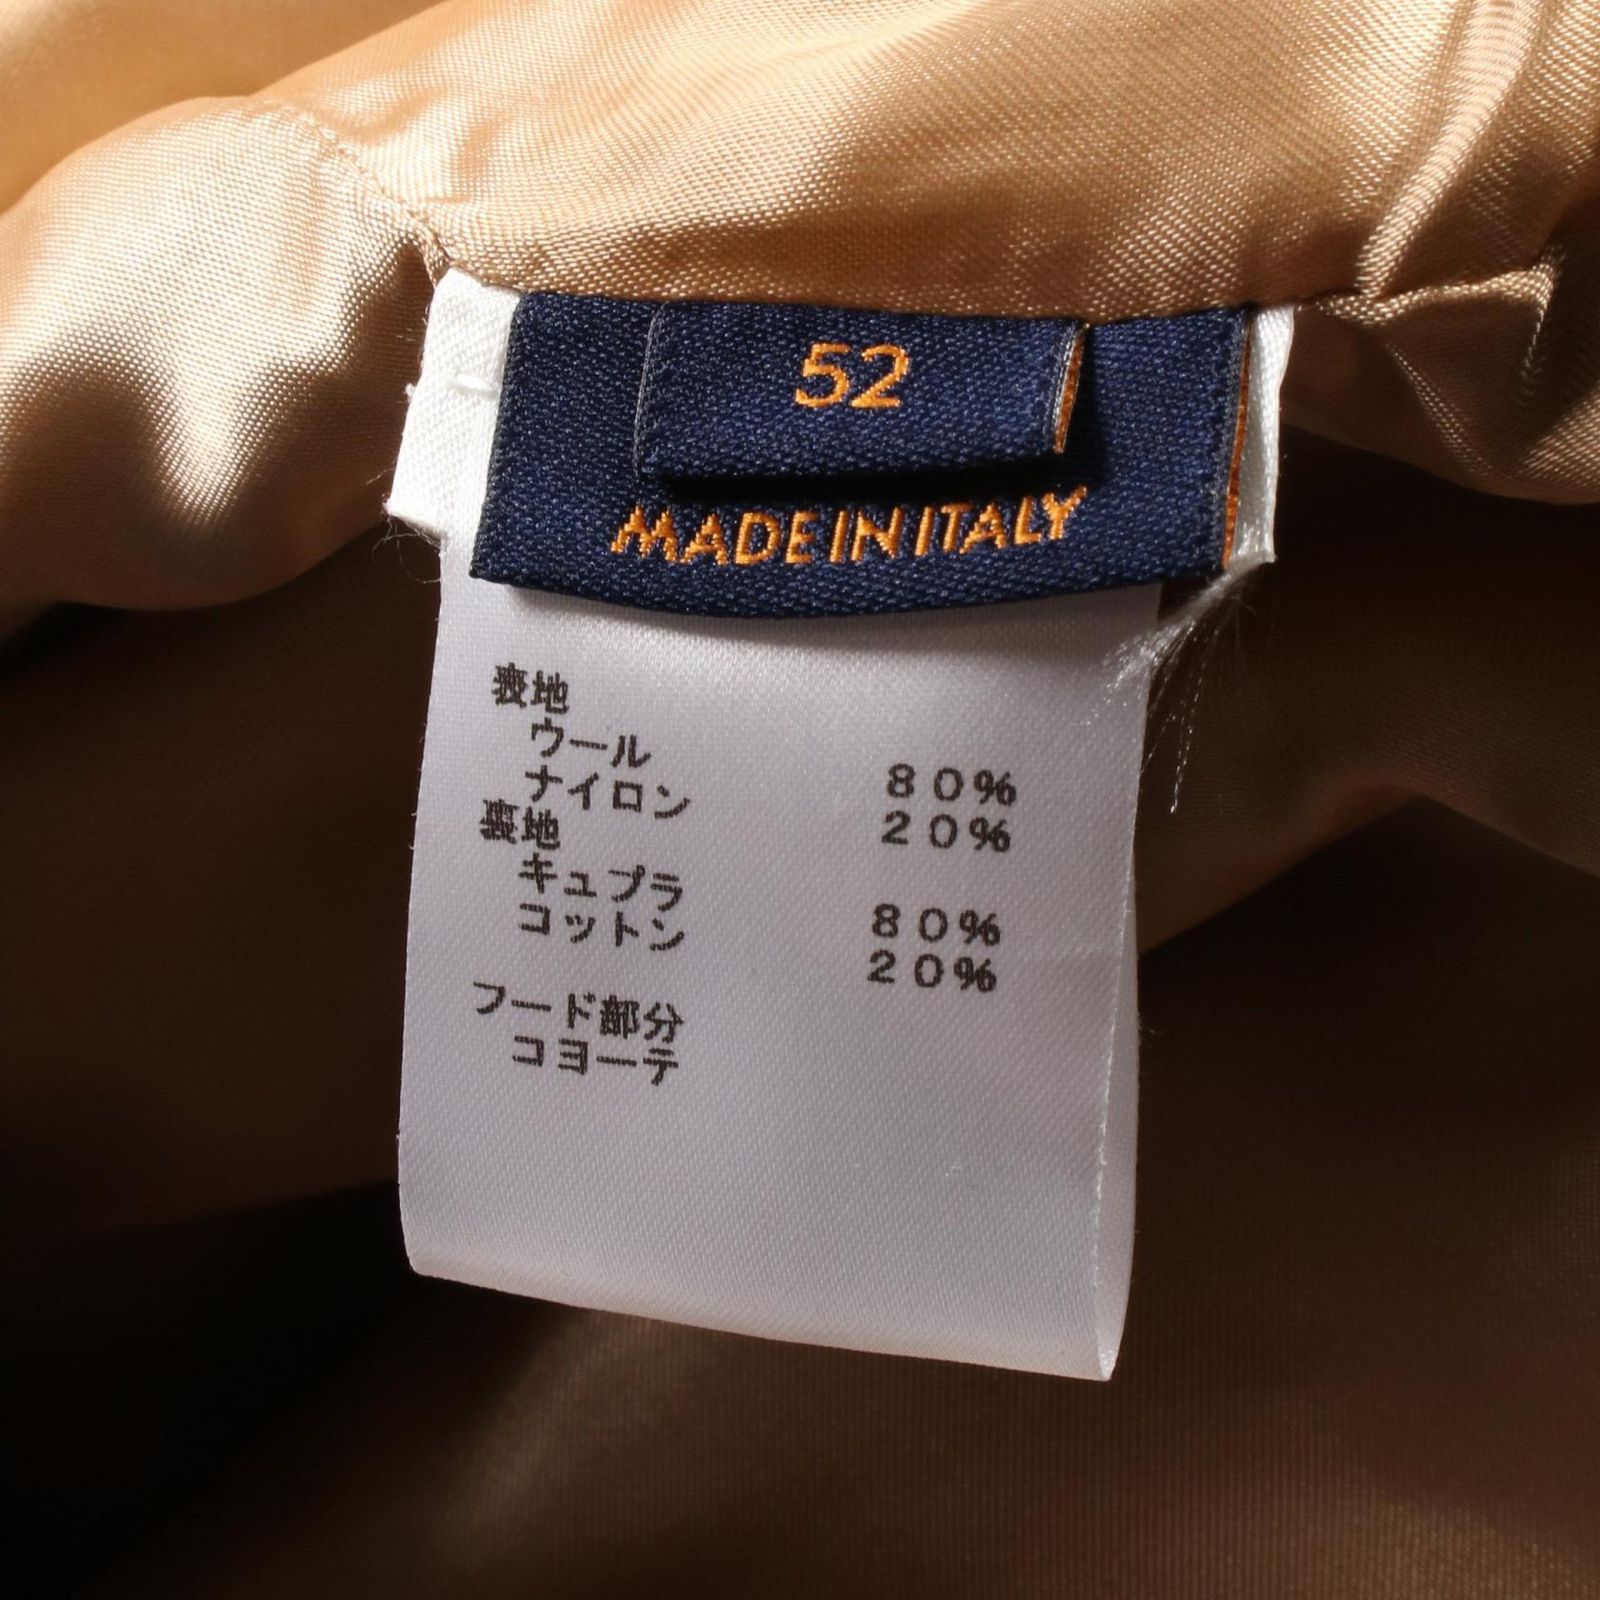 52
MADE IN ITALY
表地
ウール 80%
ナイロン 20%
裏地
キュプラ 80%
コットン 20%
フード部分
コヨーテ